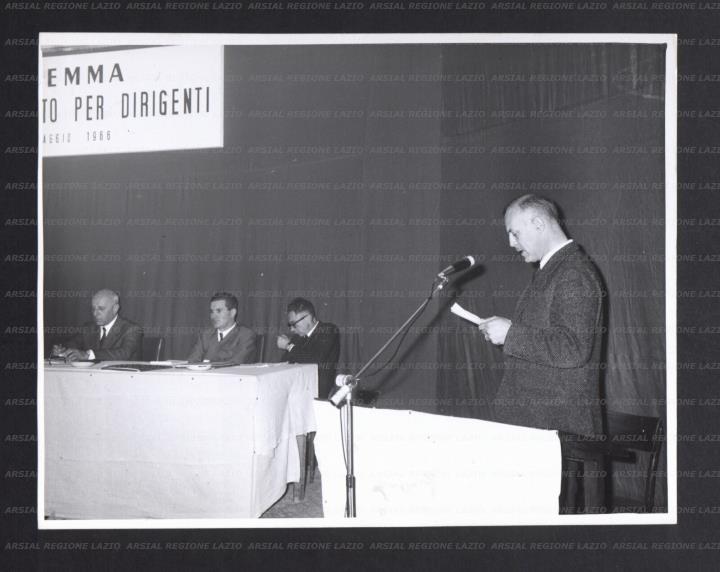 EMMA
TO PER DIRIGENTI
AGGIO 1966
ARSIAL REGIONE LAZIO